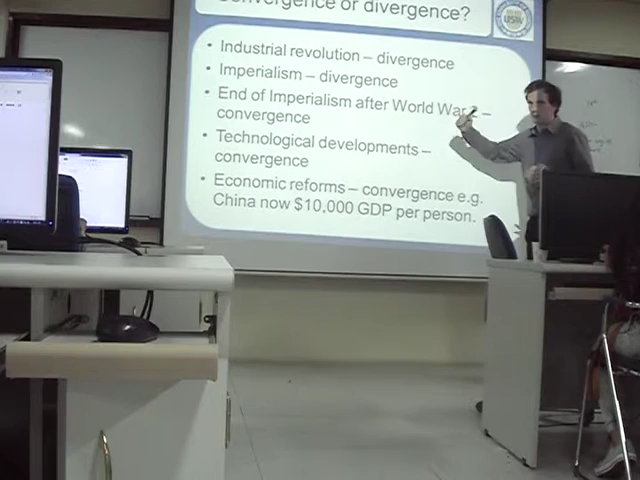 Convergence or divergence?
• Industrial revolution – divergence
• Imperialism – divergence
• End of Imperialism after World War –
convergence
• Technological developments –
convergence
• Economic reforms – convergence e.g.
China now $10,000 GDP per person.